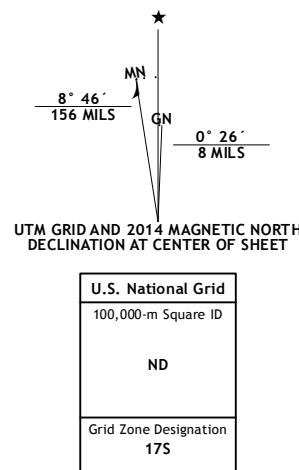 ★
MN
8° 46´
156 MILS
GN
0° 26´
8 MILS
UTM GRID AND 2014 MAGNETIC NORTH
DECLINATION AT CENTER OF SHEET
U.S. National Grid
100,000-m Square ID
ND
Grid Zone Designation
17S